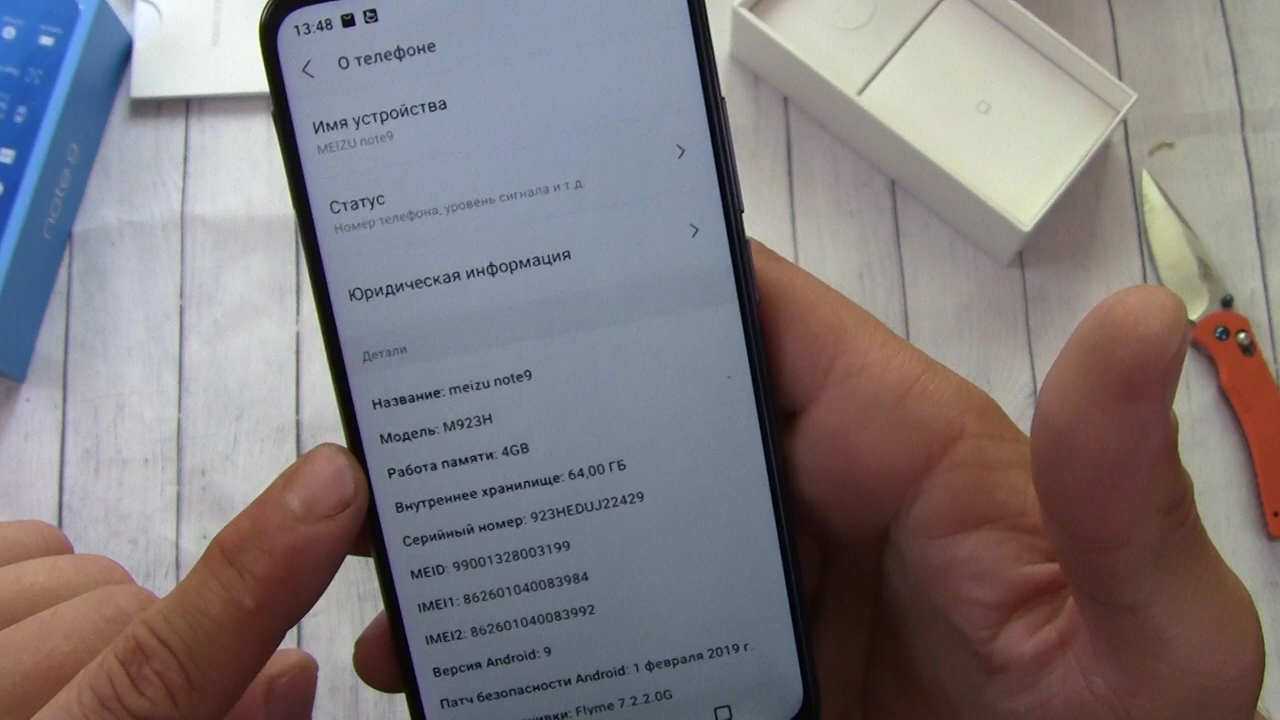 13:48
О телефоне
Имя устройства
MEIZU note9
Статус
Номер телефона, уровень сигнала и т д.
Юридическая информация
Детали
Название: meizu note9
Модель: M923H
Работа памяти: 4GB
Внутреннее хранилище: 64,00 ГБ
Серийный номер: 923HEDUJ22429
MEID: 99001328003199
IMEI1: 862601040083984
IMEI2: 862601040083992
Версия Android: 9
Патч безопасности Android: 1 февраля 2019 г.
Flyme 7.2.2.0G
note 9